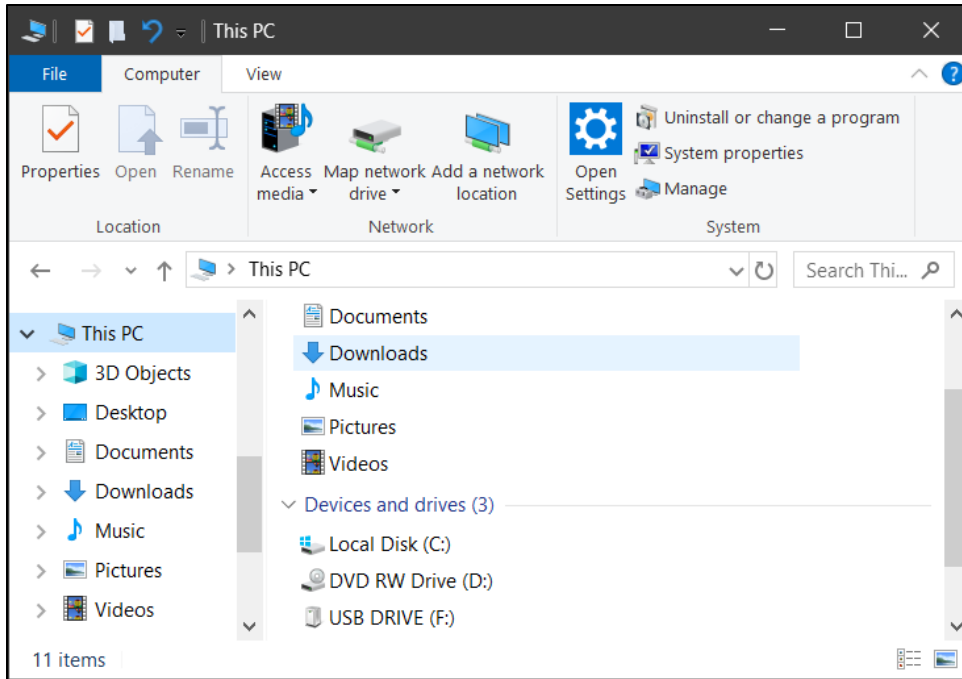 This PC
File Computer View
?
Properties Open Rename
Access media
Map network drive
Add a network location
Open Settings
Uninstall or change a program
System properties
Manage
Location Network System
This PC
Search Thi...
This PC
3D Objects
Desktop
Documents
Downloads
Music
Pictures
Videos
Documents
Downloads
Music
Pictures
Videos
Devices and drives (3)
Local Disk (C:)
DVD RW Drive (D:)
USB DRIVE (F:)
11 items